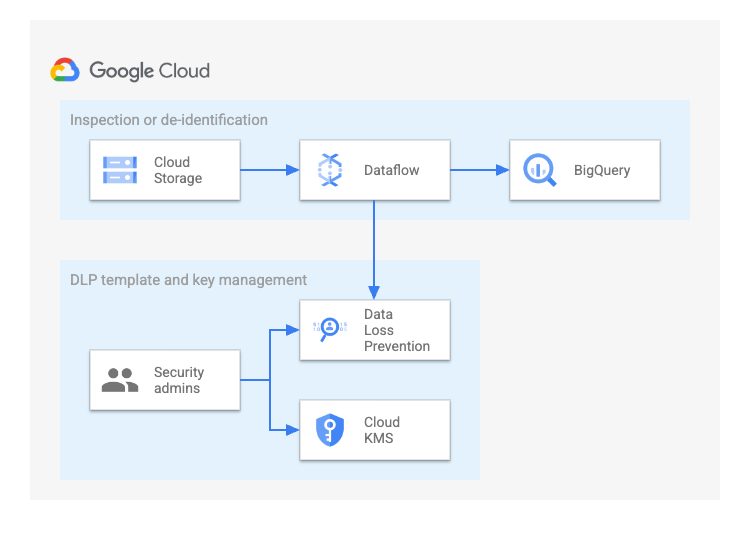 Google Cloud
Inspection or de-identification
Cloud
Storage
Dataflow
BigQuery
DLP template and key management
Data
Loss
Prevention
Security
admins
Cloud
KMS